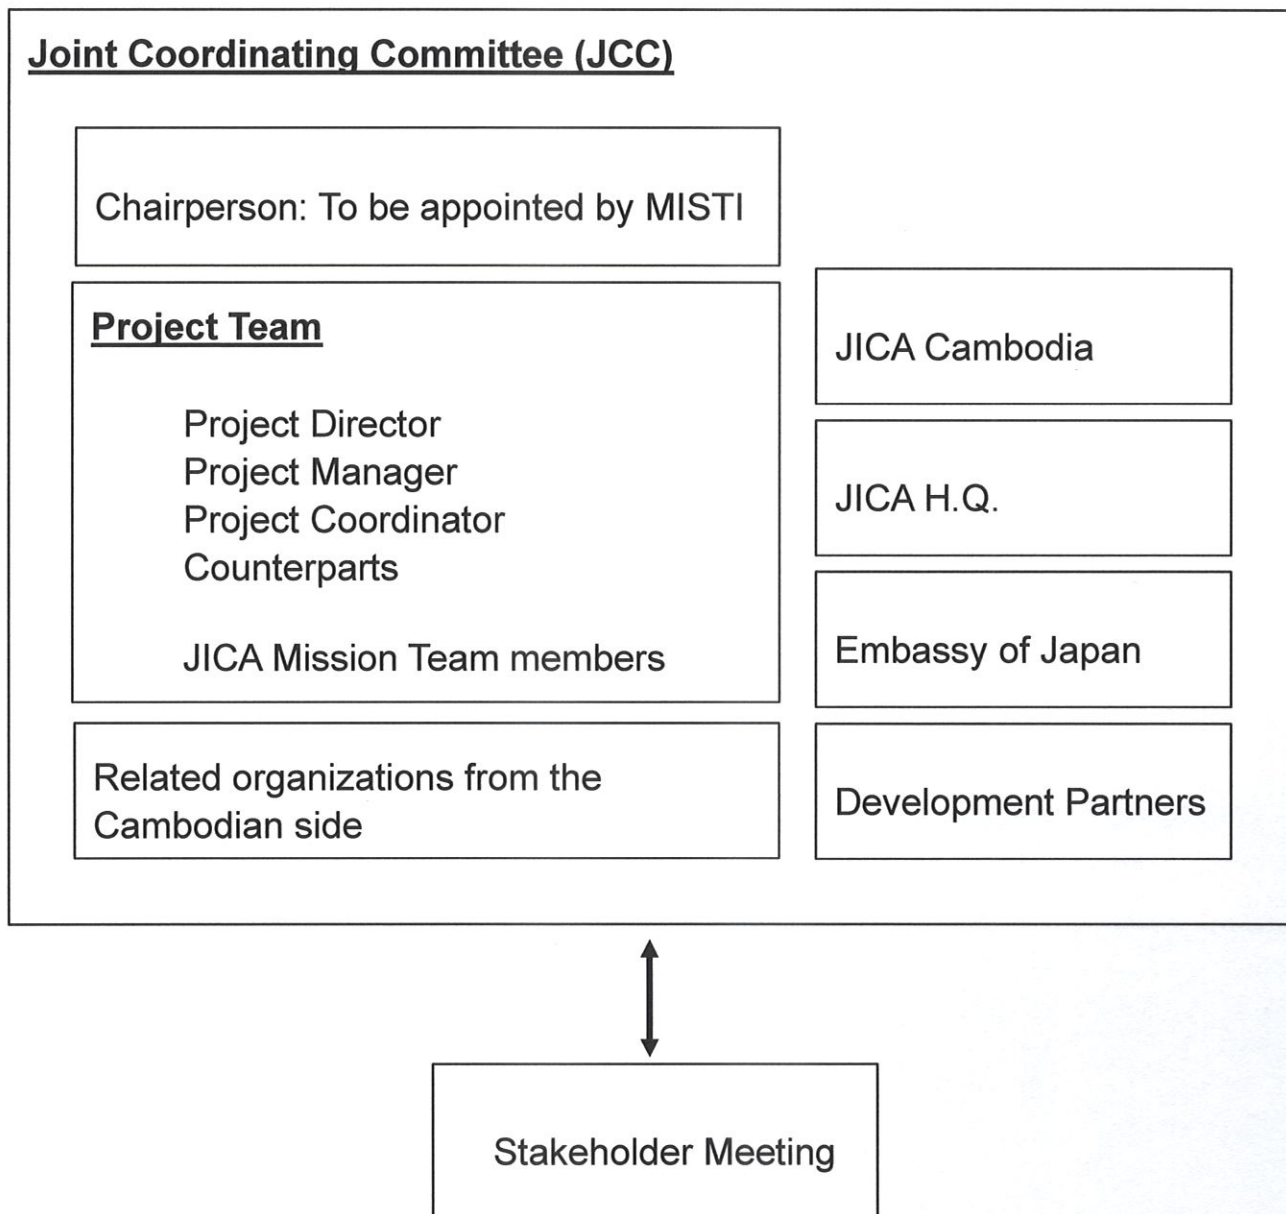 Joint Coordinating Committee (JCC)
Chairperson: To be appointed by MISTI
Project Team
Project Director
Project Manager
Project Coordinator
Counterparts
JICA Mission Team members
Related organizations from the
Cambodian side
JICA Cambodia
JICA H.Q.
Embassy of Japan
Development Partners
Stakeholder Meeting